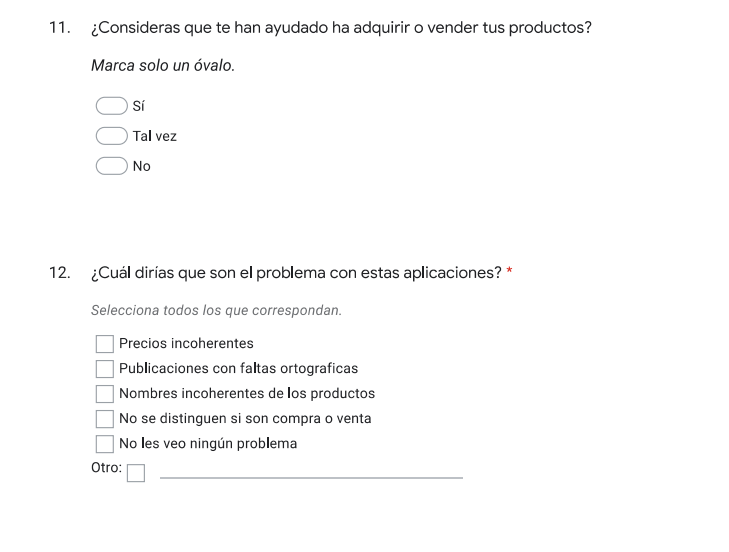 11. ¿Consideras que te han ayudado ha adquirir o vender tus productos?
Marca solo un óvalo.
Sí
Tal vez
No
12. ¿Cuál dirías que son el problema con estas aplicaciones? *
Selecciona todos los que correspondan.
Precios incoherentes
Publicaciones con faltas ortograficas
Nombres incoherentes de los productos
No se distinguen si son compra o venta
No les veo ningún problema
Otro: